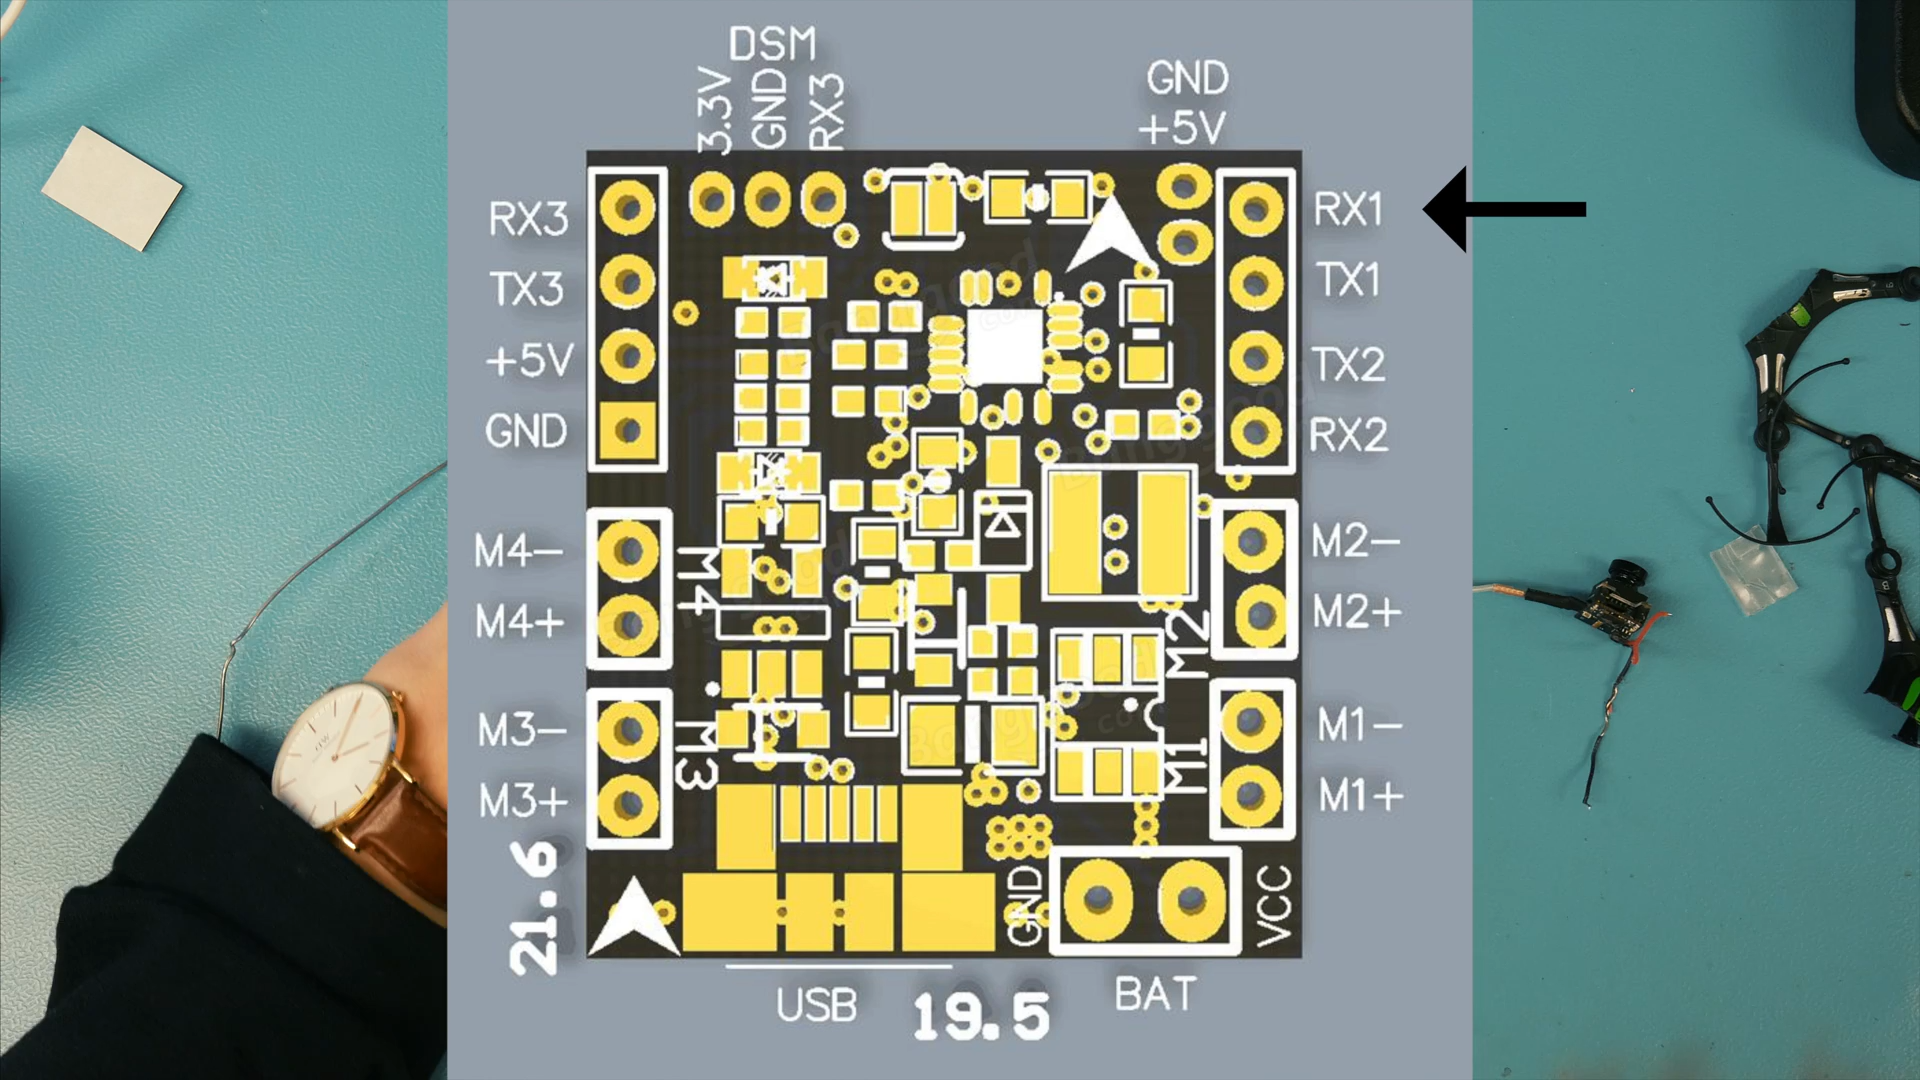 DSM
3.3V
GND
RX3
GND
+5V
RX3
TX3
+5V
GND
RX1
TX1
TX2
RX2
M4-
M4+
M3-
M3+
M2-
M2+
M1-
M1+
M4
M3
M2
M1
GND
VCC
21.6
USB
19.5
BAT
Banggood